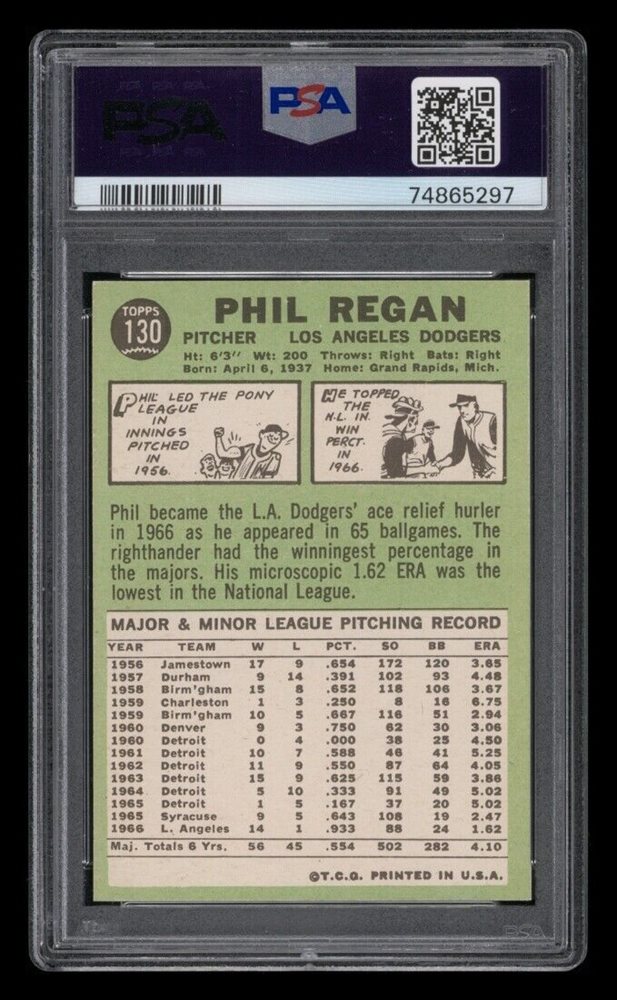 PSA
PSA
74865297
TOPPS
130
PHIL REGAN
PITCHER LOS ANGELES DODGERS
Ht: 6'3'' Wt: 200 Throws: Right Bats: Right
Born: April 6, 1937 Home: Grand Rapids, Mich.
PHIL LED THE PONY
LEAGUE
IN
INNINGS
PITCHED
IN
1956.
HE TOPPED
THE
N.L. IN
WIN
PERCT.
IN
1966.
Phil became the L.A. Dodgers' ace relief hurler
in 1966 as he appeared in 65 ballgames. The
righthander had the winningest percentage in
the majors. His microscopic 1.62 ERA was the
lowest in the National League.
MAJOR & MINOR LEAGUE PITCHING RECORD
YEAR TEAM W L PCT. SO BB ERA
1956 Jamestown 17 9 .654 172 120 3.65
1957 Durham 9 14 .391 102 93 4.48
1958 Birm'gham 15 8 .652 118 106 3.67
1959 Charleston 1 3 .250 8 16 6.75
1959 Birm'gham 10 5 .667 116 51 2.94
1960 Denver 9 3 .750 62 30 3.06
1960 Detroit 0 4 .000 38 25 4.50
1961 Detroit 10 7 .588 46 41 5.25
1962 Detroit 11 9 .550 87 64 4.05
1963 Detroit 15 9 .625 115 59 3.86
1964 Detroit 5 10 .333 91 49 5.02
1965 Detroit 1 5 .167 37 20 5.02
1965 Syracuse 9 5 .643 108 19 2.47
1966 L. Angeles 14 1 .933 88 24 1.62
Maj. Totals 6 Yrs. 56 45 .554 502 282 4.10
©T.C.G. PRINTED IN U.S.A.
PSA